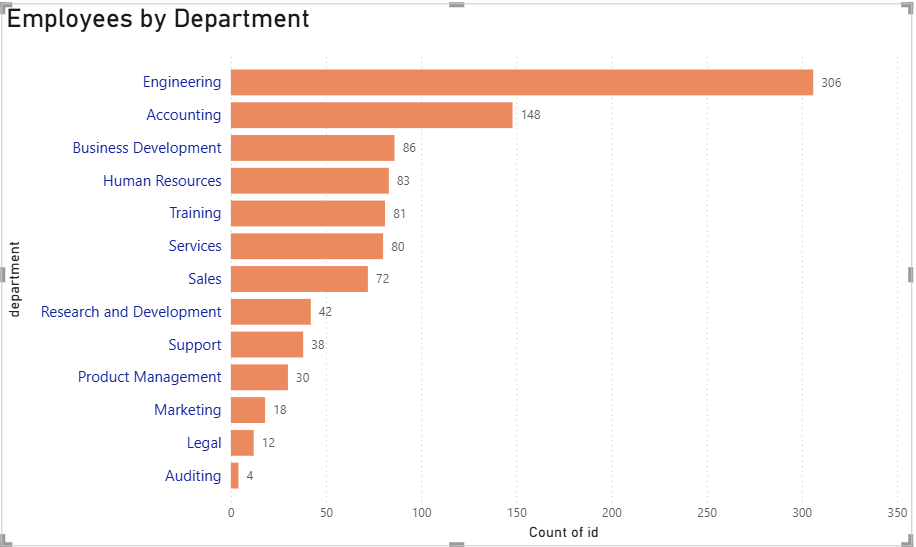 Employees by Department
Engineering 306
Accounting 148
Business Development 86
Human Resources 83
Training 81
Services 80
Sales 72
Research and Development 42
Support 38
Product Management 30
Marketing 18
Legal 12
Auditing 4
department
0 50 100 150 200 250 300 350
Count of id